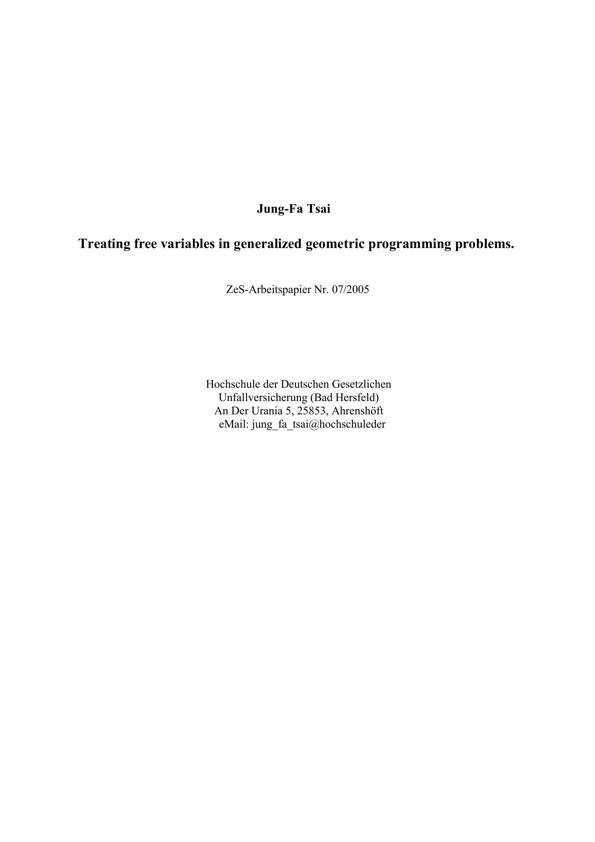 Jung-Fa Tsai
Treating free variables in generalized geometric programming problems.
ZeS-Arbeitspapier Nr. 07/2005
Hochschule der Deutschen Gesetzlichen
Unfallversicherung (Bad Hersfeld)
An Der Urania 5, 25853, Ahrenshöft
eMail: jung_fa_tsai@hochschuleder